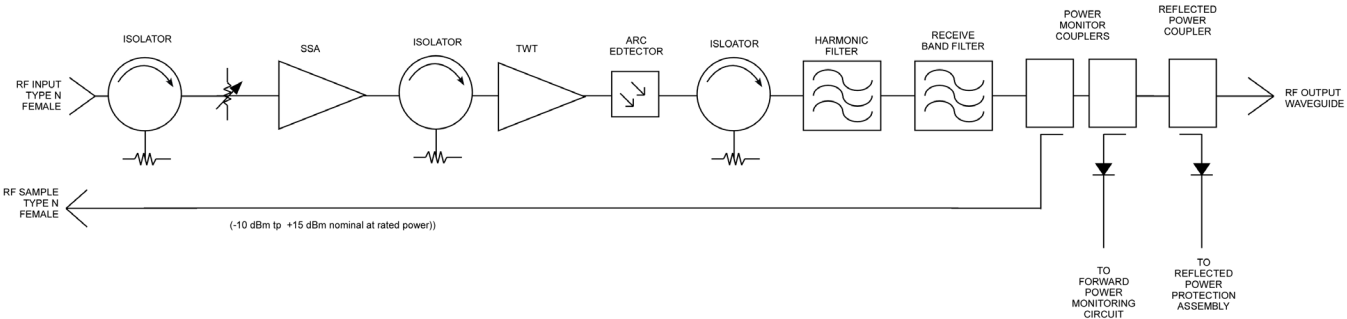 ISOLATOR
SSA
ISOLATOR
TWT
ARC
EDTECTOR
ISLOATOR
HARMONIC
FILTER
RECEIVE
BAND FILTER
POWER
MONITOR
COUPLERS
REFLECTED
POWER
COUPLER
RF INPUT
TYPE N
FEMALE
RF OUTPUT
WAVEGUIDE
RF SAMPLE
TYPE N
FEMALE
(-10 dBm tp +15 dBm nominal at rated power))
TO
FORWARD
POWER
MONITORING
CIRCUIT
TO
REFLECTED
POWER
PROTECTION
ASSEMBLY